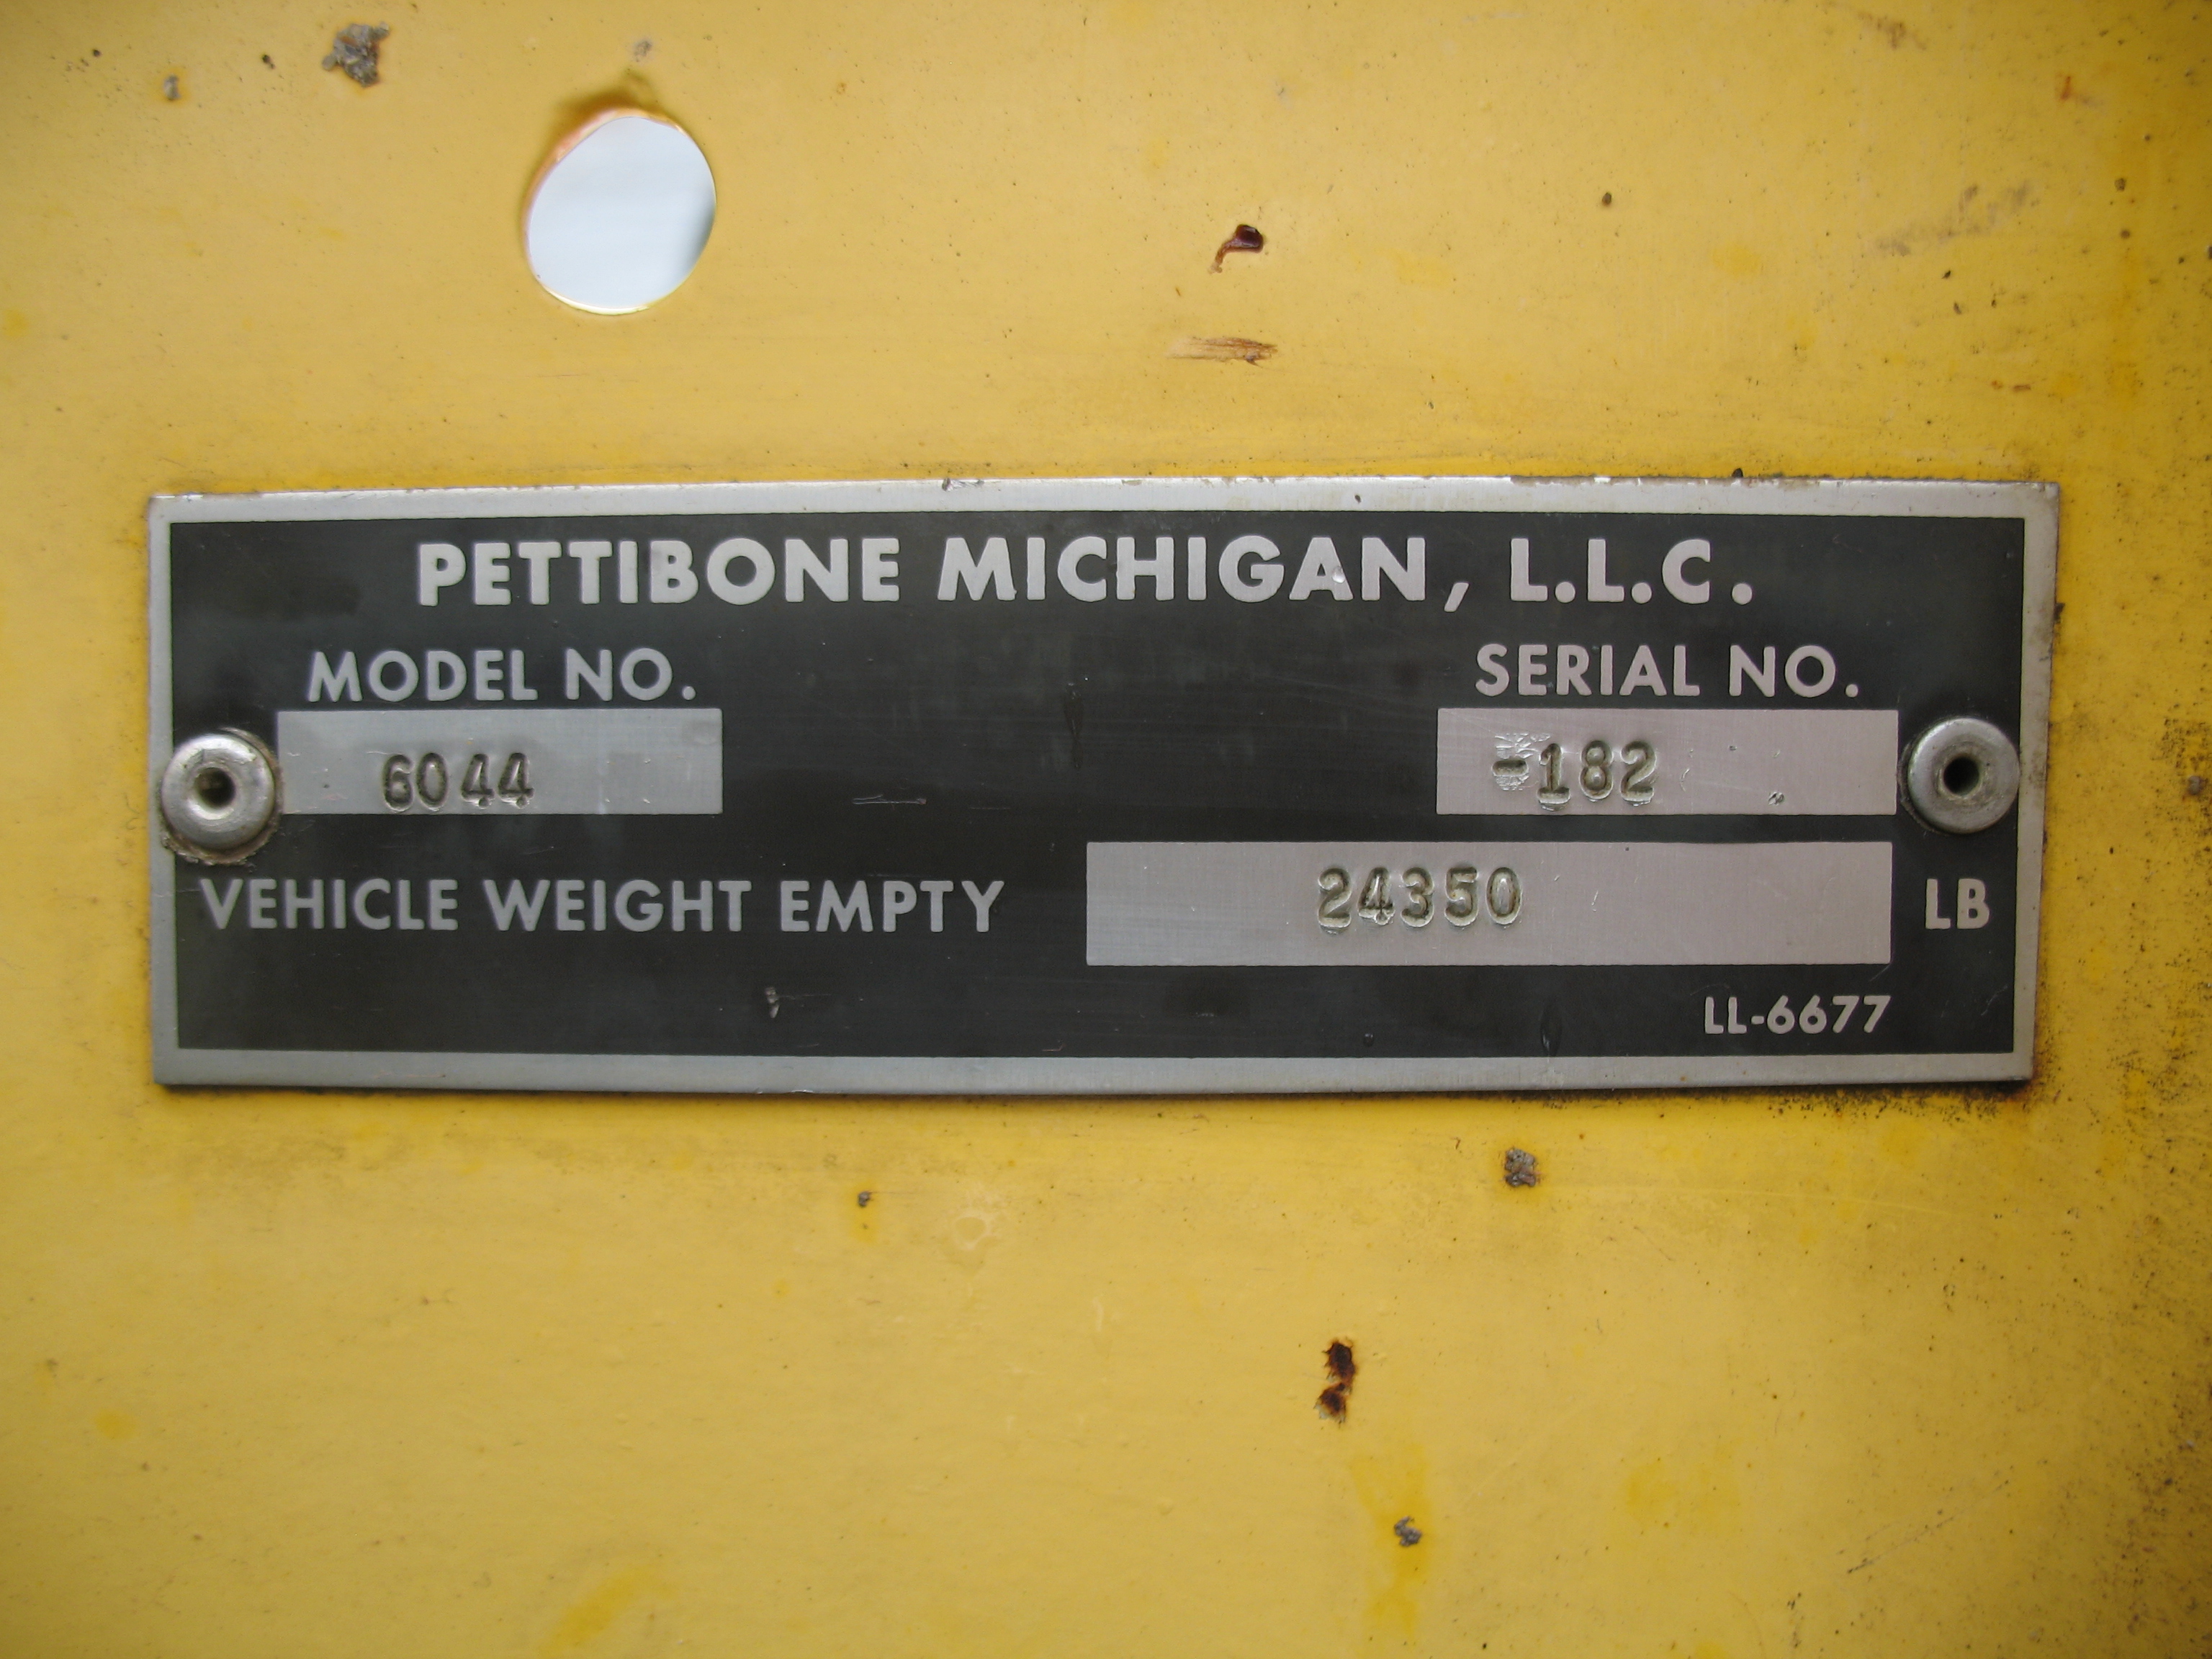 PETTIBONE MICHIGAN, L.L.C.
MODEL NO. SERIAL NO.
6044 -182
VEHICLE WEIGHT EMPTY 24350 LB
LL-6677